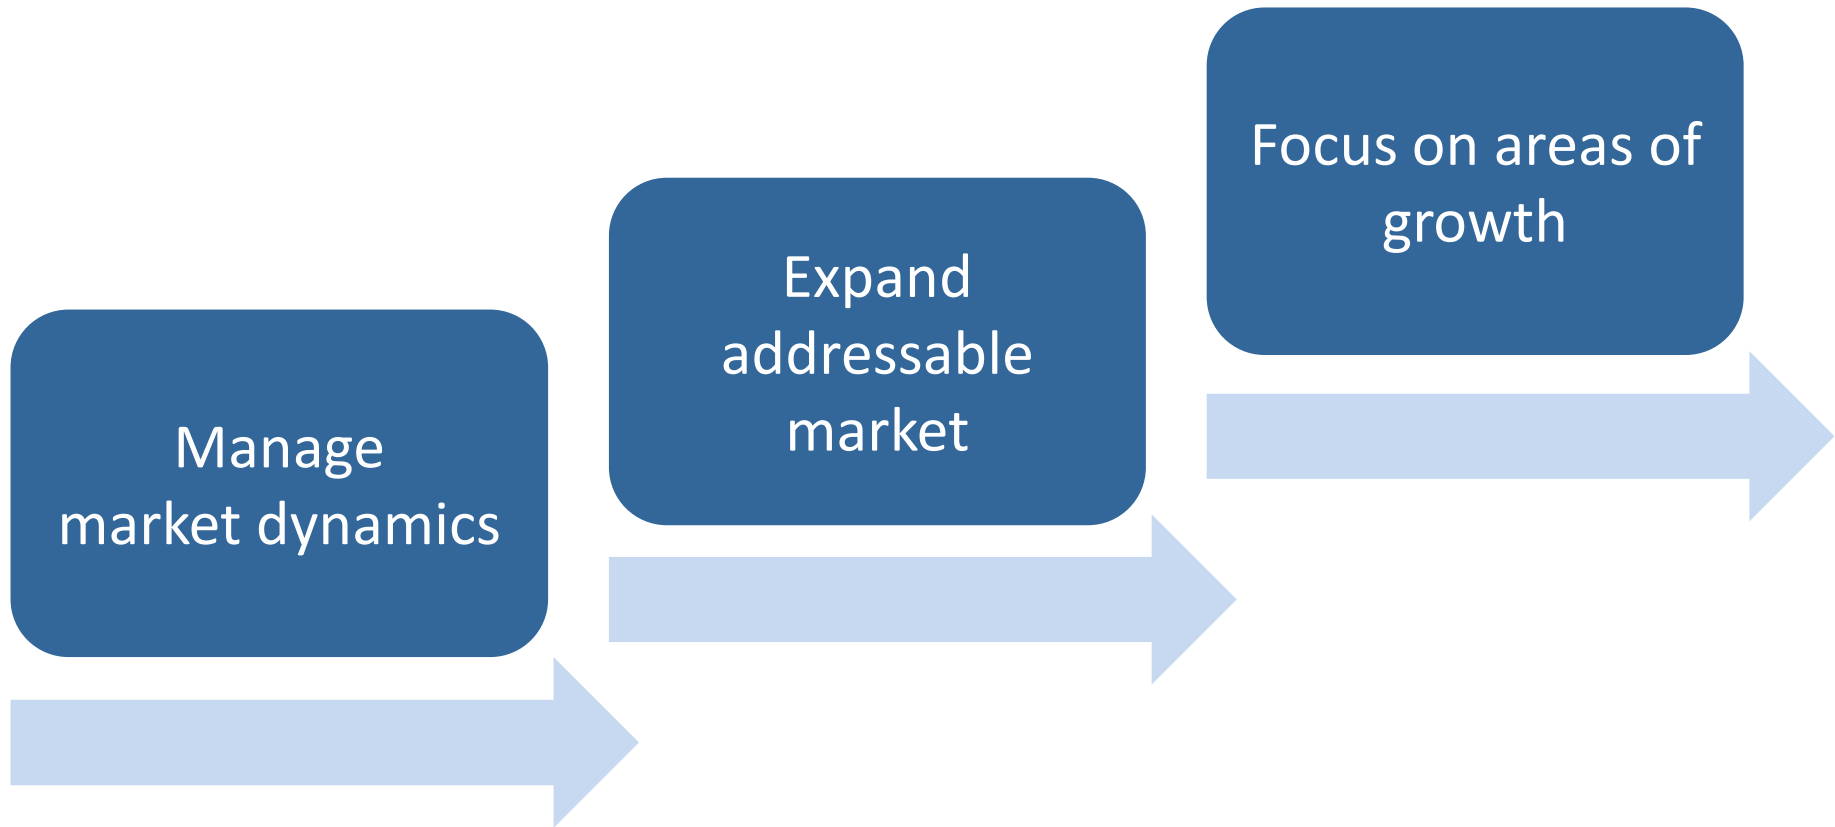 Manage
market dynamics
Expand
addressable
market
Focus on areas of
growth